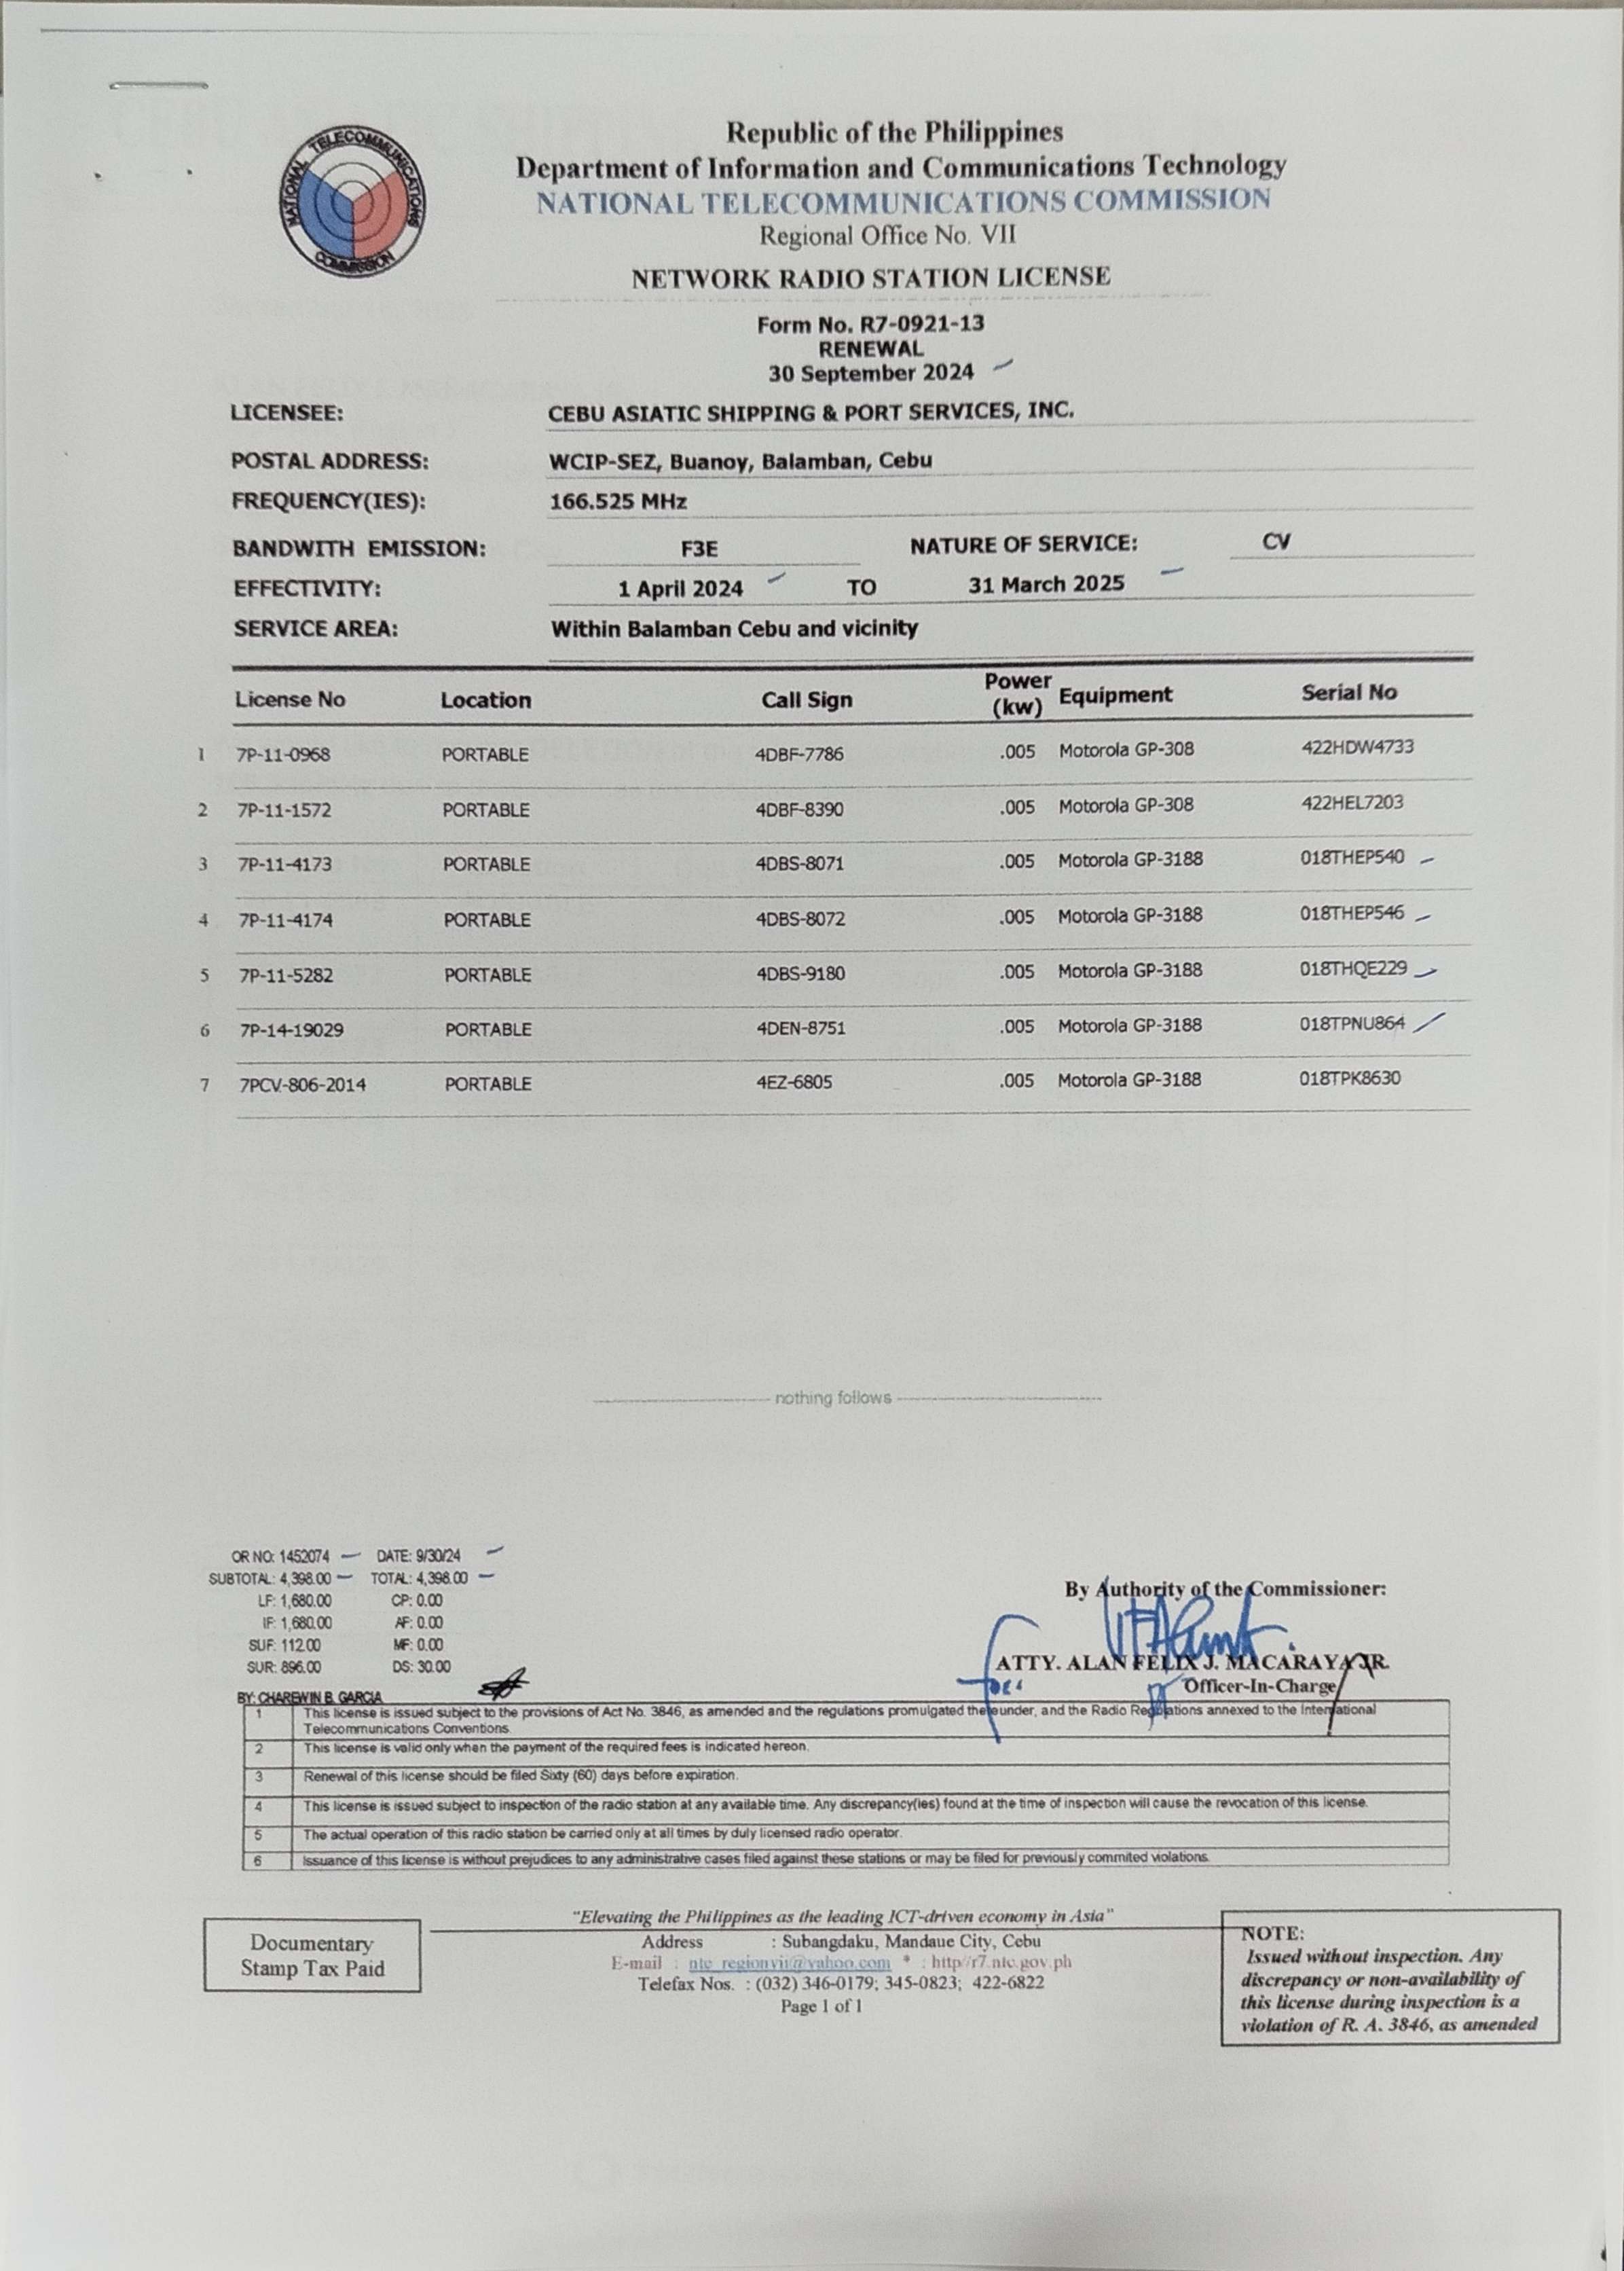 NATIONAL TELECOMMUNICATIONS COMMISSION
Republic of the Philippines
Department of Information and Communications Technology
NATIONAL TELECOMMUNICATIONS COMMISSION
Regional Office No. VII
NETWORK RADIO STATION LICENSE
Form No. R7-0921-13
RENEWAL
30 September 2024
LICENSEE: CEBU ASIATIC SHIPPING & PORT SERVICES, INC.
POSTAL ADDRESS: WCIP-SEZ, Buanoy, Balamban, Cebu
FREQUENCY(IES): 166.525 MHz
BANDWITH EMISSION: F3E NATURE OF SERVICE: CV
EFFECTIVITY: 1 April 2024 TO 31 March 2025
SERVICE AREA: Within Balamban Cebu and vicinity
License No Location Call Sign Power (kw) Equipment Serial No
1 7P-11-0968 PORTABLE 4DBF-7786 .005 Motorola GP-308 422HDW4733
2 7P-11-1572 PORTABLE 4DBF-8390 .005 Motorola GP-308 422HEL7203
3 7P-11-4173 PORTABLE 4DBS-8071 .005 Motorola GP-3188 018THEP540
4 7P-11-4174 PORTABLE 4DBS-8072 .005 Motorola GP-3188 018THEP546
5 7P-11-5282 PORTABLE 4DBS-9180 .005 Motorola GP-3188 018THQE229
6 7P-14-19029 PORTABLE 4DEN-8751 .005 Motorola GP-3188 018TPNU864
7 7PCV-806-2014 PORTABLE 4EZ-6805 .005 Motorola GP-3188 018TPK8630
nothing follows
OR NO: 1452074 DATE: 9/30/24
SUBTOTAL: 4,398.00 TOTAL: 4,398.00
LF: 1,680.00 CP: 0.00
IF: 1,680.00 AF: 0.00
SUF: 112.00 MF: 0.00
SUR: 896.00 DS: 30.00
BY: CHAREWIN B. GARCIA
By Authority of the Commissioner:
for:
ATTY. ALAN FELIX J. MACARAYA JR.
Officer-In-Charge
1 This license is issued subject to the provisions of Act No. 3846, as amended and the regulations promulgated thereunder, and the Radio Regulations annexed to the International
Telecommunications Conventions.
2 This license is valid only when the payment of the required fees is indicated hereon.
3 Renewal of this license should be filed Sixty (60) days before expiration.
4 This license is issued subject to inspection of the radio station at any available time. Any discrepancy(ies) found at the time of inspection will cause the revocation of this license.
5 The actual operation of this radio station be carried only at all times by duly licensed radio operator.
6 Issuance of this license is without prejudices to any administrative cases filed against these stations or may be filed for previously commited violations.
Documentary
Stamp Tax Paid
"Elevating the Philippines as the leading ICT-driven economy in Asia"
Address : Subangdaku, Mandaue City, Cebu
E-mail : ntc_regionvii@yahoo.com * : http//r7.ntc.gov.ph
Telefax Nos. : (032) 346-0179; 345-0823; 422-6822
Page 1 of 1
NOTE:
Issued without inspection. Any
discrepancy or non-availability of
this license during inspection is a
violation of R. A. 3846, as amended